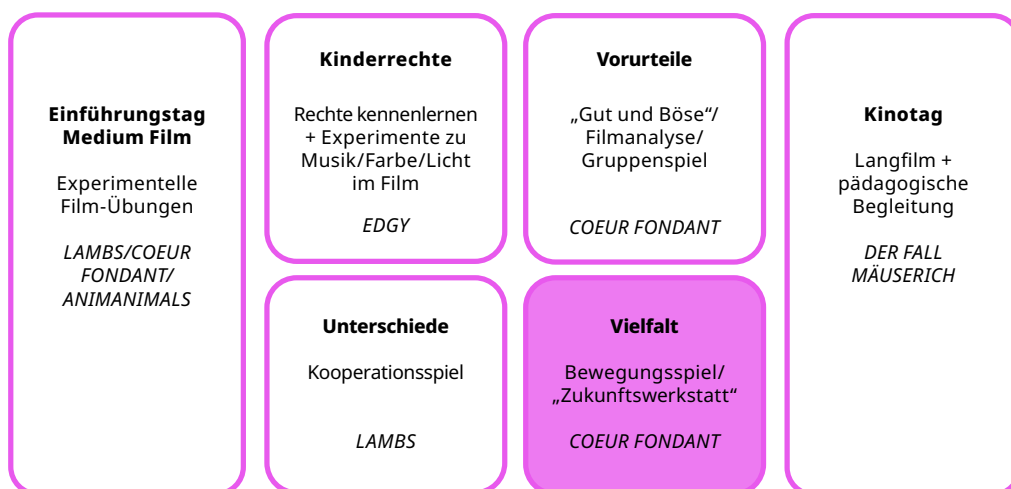 Einführungstag
Medium Film
Experimentelle
Film-Übungen
LAMBS/COEUR
FONDANT/
ANIMANIMALS
Kinderrechte
Rechte kennenlernen
+ Experimente zu
Musik/Farbe/Licht
im Film
EDGY
Vorurteile
„Gut und Böse“/
Filmanalyse/
Gruppenspiel
COEUR FONDANT
Unterschiede
Kooperationsspiel
LAMBS
Vielfalt
Bewegungsspiel/
„Zukunftswerkstatt“
COEUR FONDANT
Kinotag
Langfilm +
pädagogische
Begleitung
DER FALL
MÄUSERICH